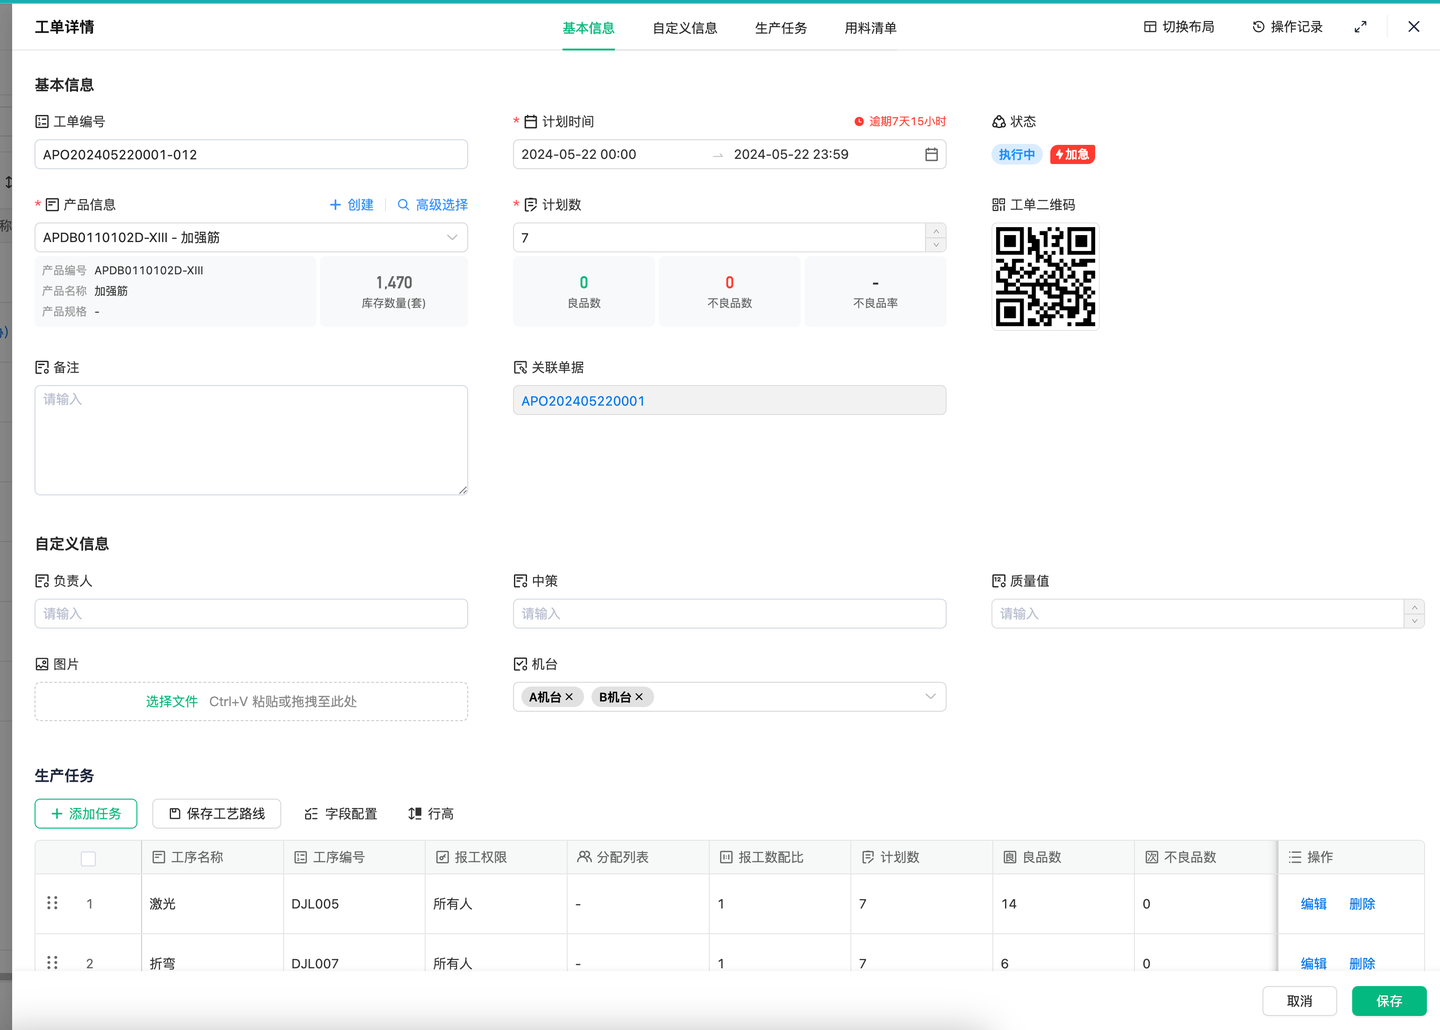 工单详情
基本信息 自定义信息 生产任务 用料清单
切换布局 操作记录
基本信息
工单编号
APO202405220001-012
* 计划时间 逾期7天15小时
2024-05-22 00:00 → 2024-05-22 23:59
状态
执行中 加急
* 产品信息 + 创建 高级选择
APDB0110102D-XIII - 加强筋
产品编号 APDB0110102D-XIII
产品名称 加强筋
产品规格 -
1,470
库存数量(套)
* 计划数
7
0
良品数
0
不良品数
-
不良品率
工单二维码
备注
请输入
关联单据
APO202405220001
自定义信息
负责人
请输入
中策
请输入
质量值
请输入
图片
选择文件 Ctrl+V 粘贴或拖拽至此处
机台
A机台 × B机台 ×
生产任务
+ 添加任务 保存工艺路线 字段配置 行高
工序名称 工序编号 报工权限 分配列表 报工数配比 计划数 良品数 不良品数 操作
1 激光 DJL005 所有人 - 1 7 14 0 编辑 删除
2 折弯 DJL007 所有人 - 1 7 6 0 编辑 删除
取消 保存